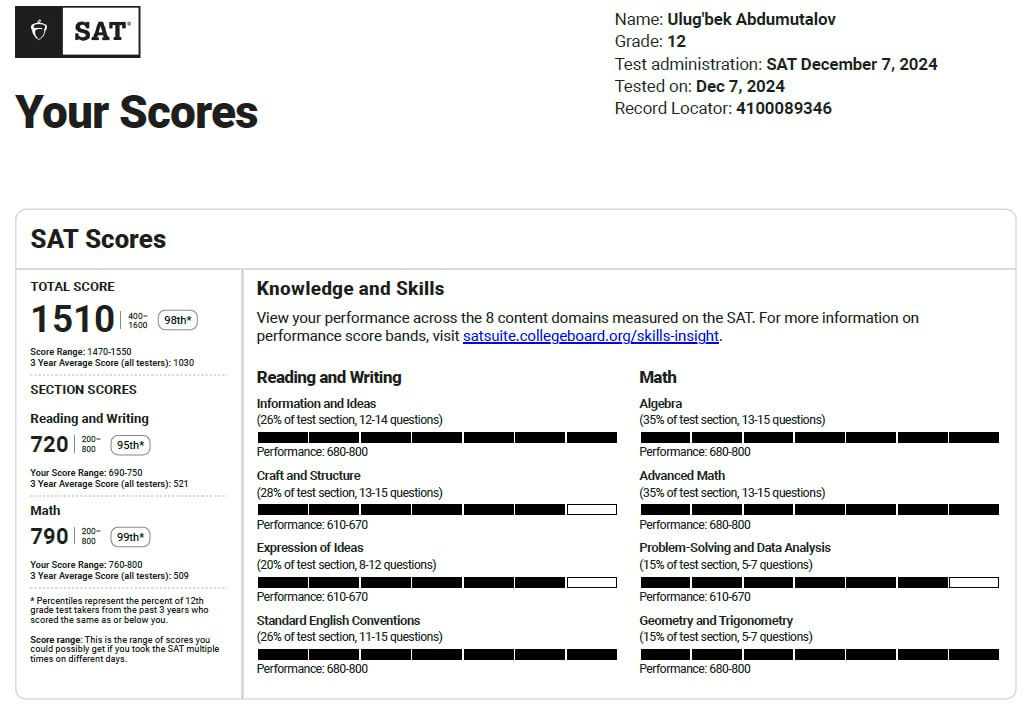 SAT®
Name: Ulug'bek Abdumutalov
Grade: 12
Test administration: SAT December 7, 2024
Tested on: Dec 7, 2024
Record Locator: 4100089346
Your Scores
SAT Scores
TOTAL SCORE
1510 400–1600 98th*
Score Range: 1470-1550
3 Year Average Score (all testers): 1030
SECTION SCORES
Reading and Writing
720 200–800 95th*
Your Score Range: 690-750
3 Year Average Score (all testers): 521
Math
790 200–800 99th*
Your Score Range: 760-800
3 Year Average Score (all testers): 509
* Percentiles represent the percent of 12th
grade test takers from the past 3 years who
scored the same as or below you.
Score range: This is the range of scores you
could possibly get if you took the SAT multiple
times on different days.
Knowledge and Skills
View your performance across the 8 content domains measured on the SAT. For more information on
performance score bands, visit satsuite.collegeboard.org/skills-insight.
Reading and Writing
Information and Ideas
(26% of test section, 12-14 questions)
Performance: 680-800
Craft and Structure
(28% of test section, 13-15 questions)
Performance: 610-670
Expression of Ideas
(20% of test section, 8-12 questions)
Performance: 610-670
Standard English Conventions
(26% of test section, 11-15 questions)
Performance: 680-800
Math
Algebra
(35% of test section, 13-15 questions)
Performance: 680-800
Advanced Math
(35% of test section, 13-15 questions)
Performance: 680-800
Problem-Solving and Data Analysis
(15% of test section, 5-7 questions)
Performance: 610-670
Geometry and Trigonometry
(15% of test section, 5-7 questions)
Performance: 680-800